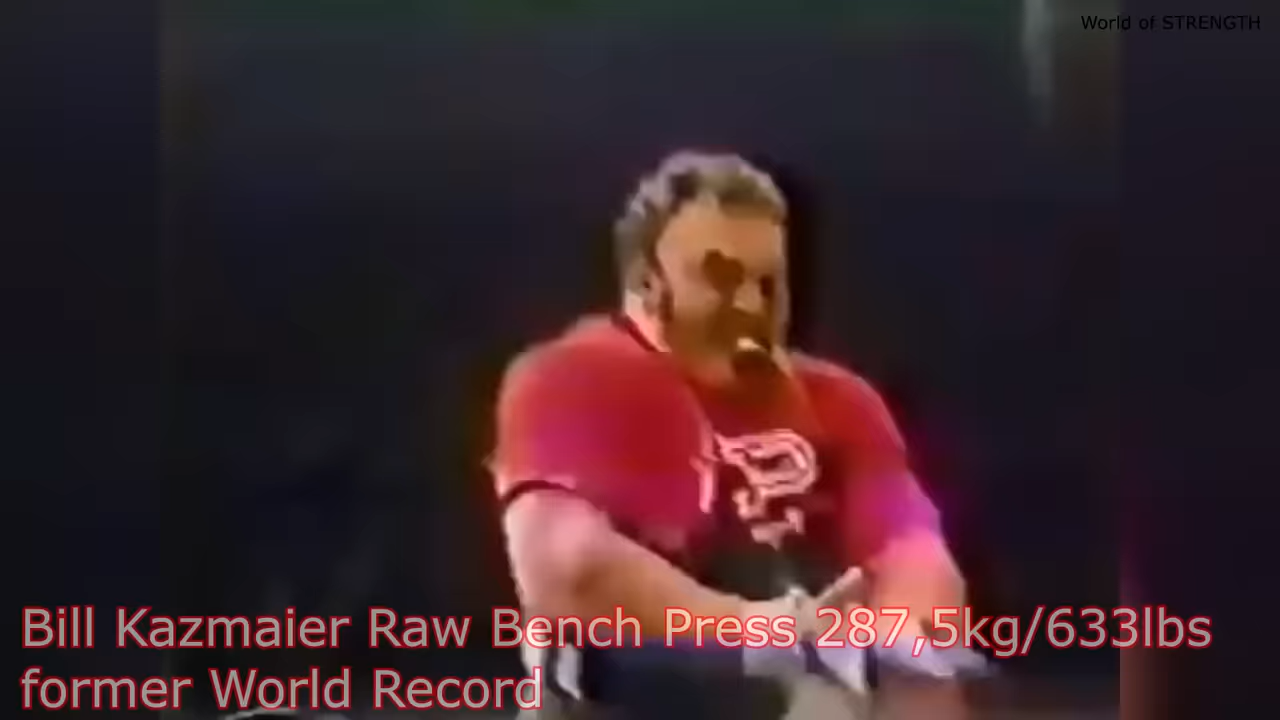 World of STRENGTH
P
Bill Kazmaier Raw Bench Press 287,5kg/633lbs
former World Record